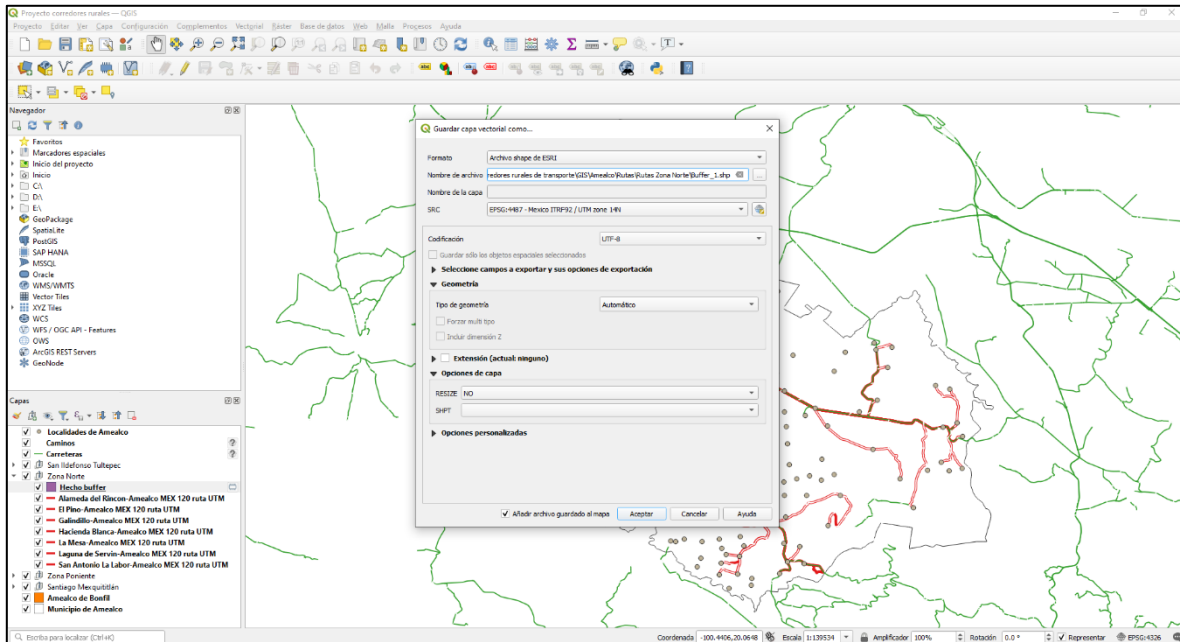 Proyecto corredores rurales — QGIS
Proyecto Editar Ver Capa Configuración Complementos Vectorial Ráster Base de datos Web Malla Procesos Ayuda
Navegador
Favoritos
Marcadores espaciales
Inicio del proyecto
Inicio
C:\
D:\
E:\
GeoPackage
SpatiaLite
PostGIS
SAP HANA
MSSQL
Oracle
WMS/WMTS
Vector Tiles
XYZ Tiles
WCS
WFS / OGC API - Features
OWS
ArcGIS REST Servers
GeoNode
Capas
Localidades de Amealco
Caminos ?
Carreteras ?
San Ildefonso Tultepec
Zona Norte
Hecho buffer
Alameda del Rincon-Amealco MEX 120 ruta UTM
El Pino-Amealco MEX 120 ruta UTM
Galindillo-Amealco MEX 120 ruta UTM
Hacienda Blanca-Amealco MEX 120 ruta UTM
La Mesa-Amealco MEX 120 ruta UTM
Laguna de Servin-Amealco MEX 120 ruta UTM
San Antonio La Labor-Amealco MEX 120 ruta UTM
Zona Poniente
Santiago Mexquititlán
Amealco de Bonfil
Municipio de Amealco
Guardar capa vectorial como...
Formato Archivo shape de ESRI
Nombre de archivo redores rurales de transporte\GIS\Amealco\Rutas\Rutas Zona Norte\Buffer_1.shp ...
Nombre de la capa
SRC EPSG:4487 - Mexico ITRF92 / UTM zone 14N
Codificación UTF-8
Guardar sólo los objetos espaciales seleccionados
Seleccione campos a exportar y sus opciones de exportación
Geometría
Tipo de geometría Automático
Forzar multi tipo
Incluir dimensión Z
Extensión (actual: ninguno)
Opciones de capa
RESIZE NO
SHPT
Opciones personalizadas
Añadir archivo guardado al mapa Aceptar Cancelar Ayuda
Escriba para localizar (Ctrl+K) Coordenada -100.4406,20.0648 Escala 1:139534 Amplificador 100% Rotación 0.0 ° Representar EPSG:4326